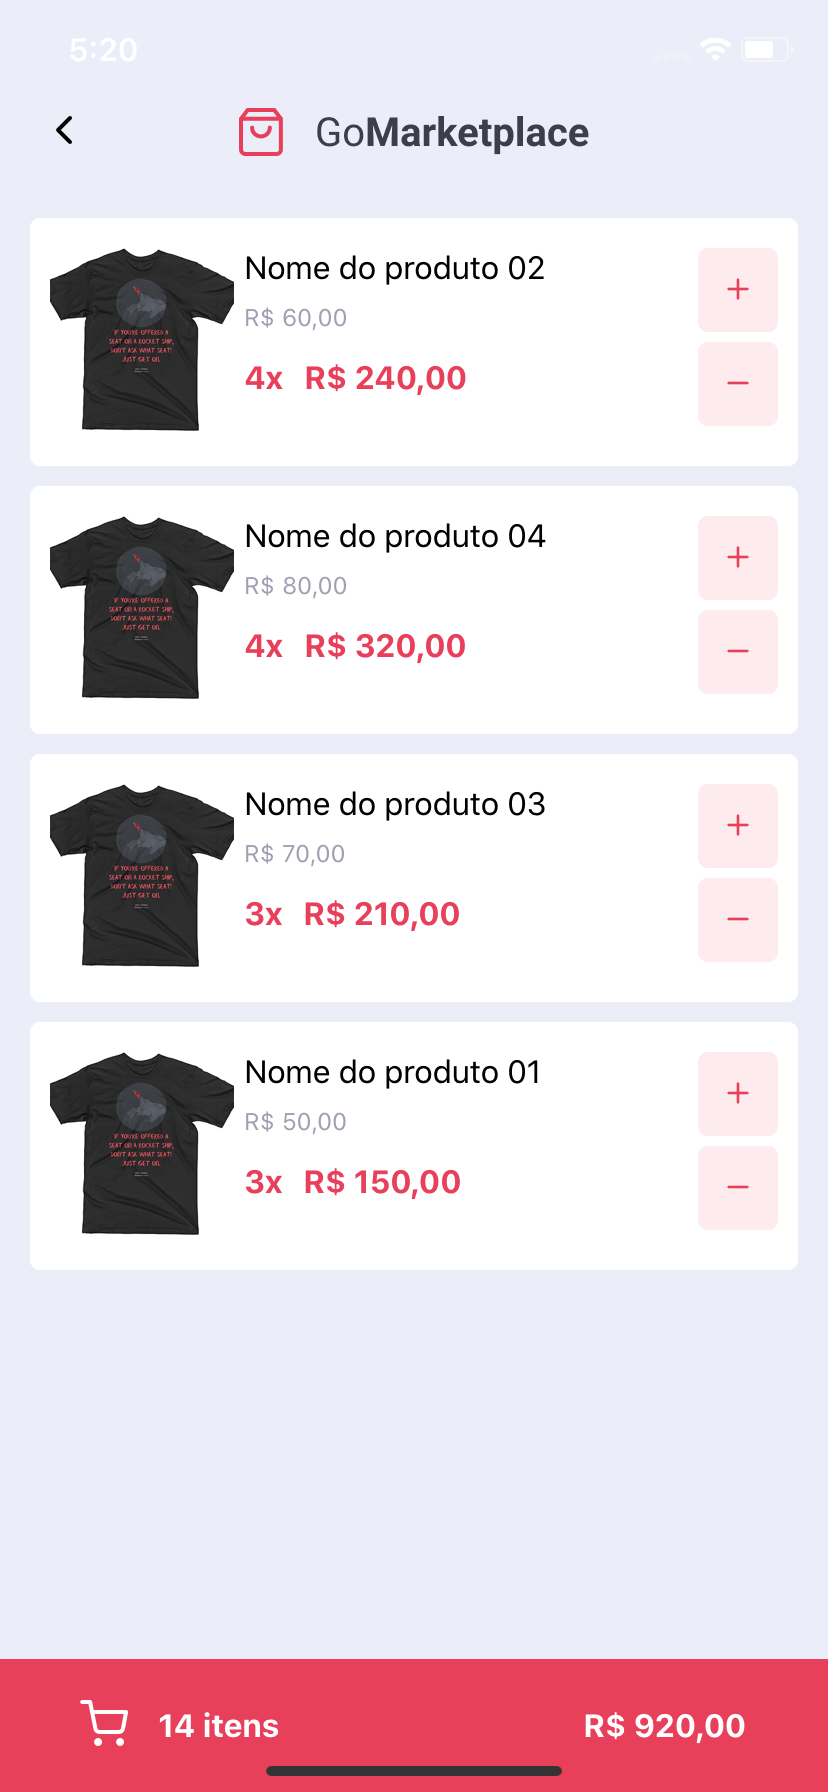 5:20
GoMarketplace
IF YOU'RE OFFERED A
SEAT ON A ROCKET SHIP,
DON'T ASK WHAT SEAT!
JUST GET ON.
Nome do produto 02
R$ 60,00
4x R$ 240,00
IF YOU'RE OFFERED A
SEAT ON A ROCKET SHIP,
DON'T ASK WHAT SEAT!
JUST GET ON.
Nome do produto 04
R$ 80,00
4x R$ 320,00
IF YOU'RE OFFERED A
SEAT ON A ROCKET SHIP,
DON'T ASK WHAT SEAT!
JUST GET ON.
Nome do produto 03
R$ 70,00
3x R$ 210,00
IF YOU'RE OFFERED A
SEAT ON A ROCKET SHIP,
DON'T ASK WHAT SEAT!
JUST GET ON.
Nome do produto 01
R$ 50,00
3x R$ 150,00
14 itens R$ 920,00